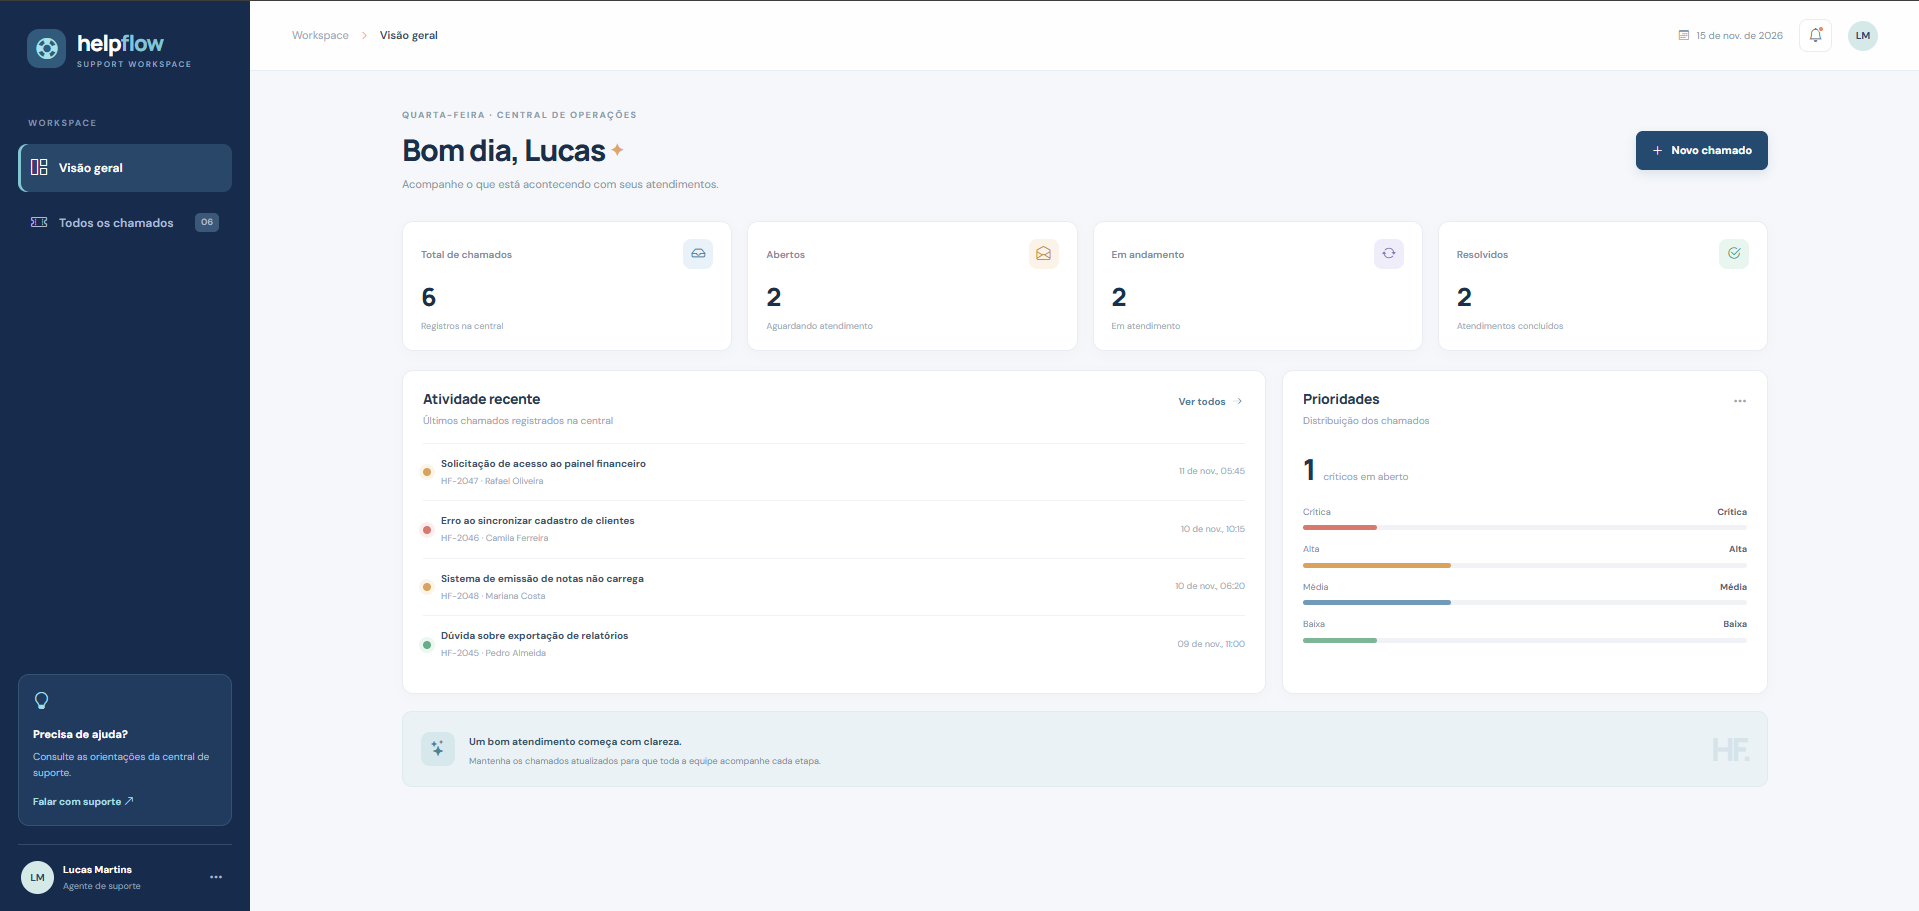 helpflow
SUPPORT WORKSPACE
WORKSPACE
Visão geral
Todos os chamados 06
Precisa de ajuda?
Consulte as orientações da central de
suporte.
Falar com suporte
LM
Lucas Martins
Agente de suporte
Workspace > Visão geral
15 de nov. de 2026
LM
QUARTA-FEIRA · CENTRAL DE OPERAÇÕES
Bom dia, Lucas
Acompanhe o que está acontecendo com seus atendimentos.
+ Novo chamado
Total de chamados
6
Registros na central
Abertos
2
Aguardando atendimento
Em andamento
2
Em atendimento
Resolvidos
2
Atendimentos concluídos
Atividade recente
Ver todos
Últimos chamados registrados na central
Solicitação de acesso ao painel financeiro
HF-2047 · Rafael Oliveira
11 de nov., 05:45
Erro ao sincronizar cadastro de clientes
HF-2046 · Camila Ferreira
10 de nov., 10:15
Sistema de emissão de notas não carrega
HF-2048 · Mariana Costa
10 de nov., 06:20
Dúvida sobre exportação de relatórios
HF-2045 · Pedro Almeida
09 de nov., 11:00
Prioridades
Distribuição dos chamados
1 críticos em aberto
Crítica Crítica
Alta Alta
Média Média
Baixa Baixa
Um bom atendimento começa com clareza.
Mantenha os chamados atualizados para que toda a equipe acompanhe cada etapa.
HF.